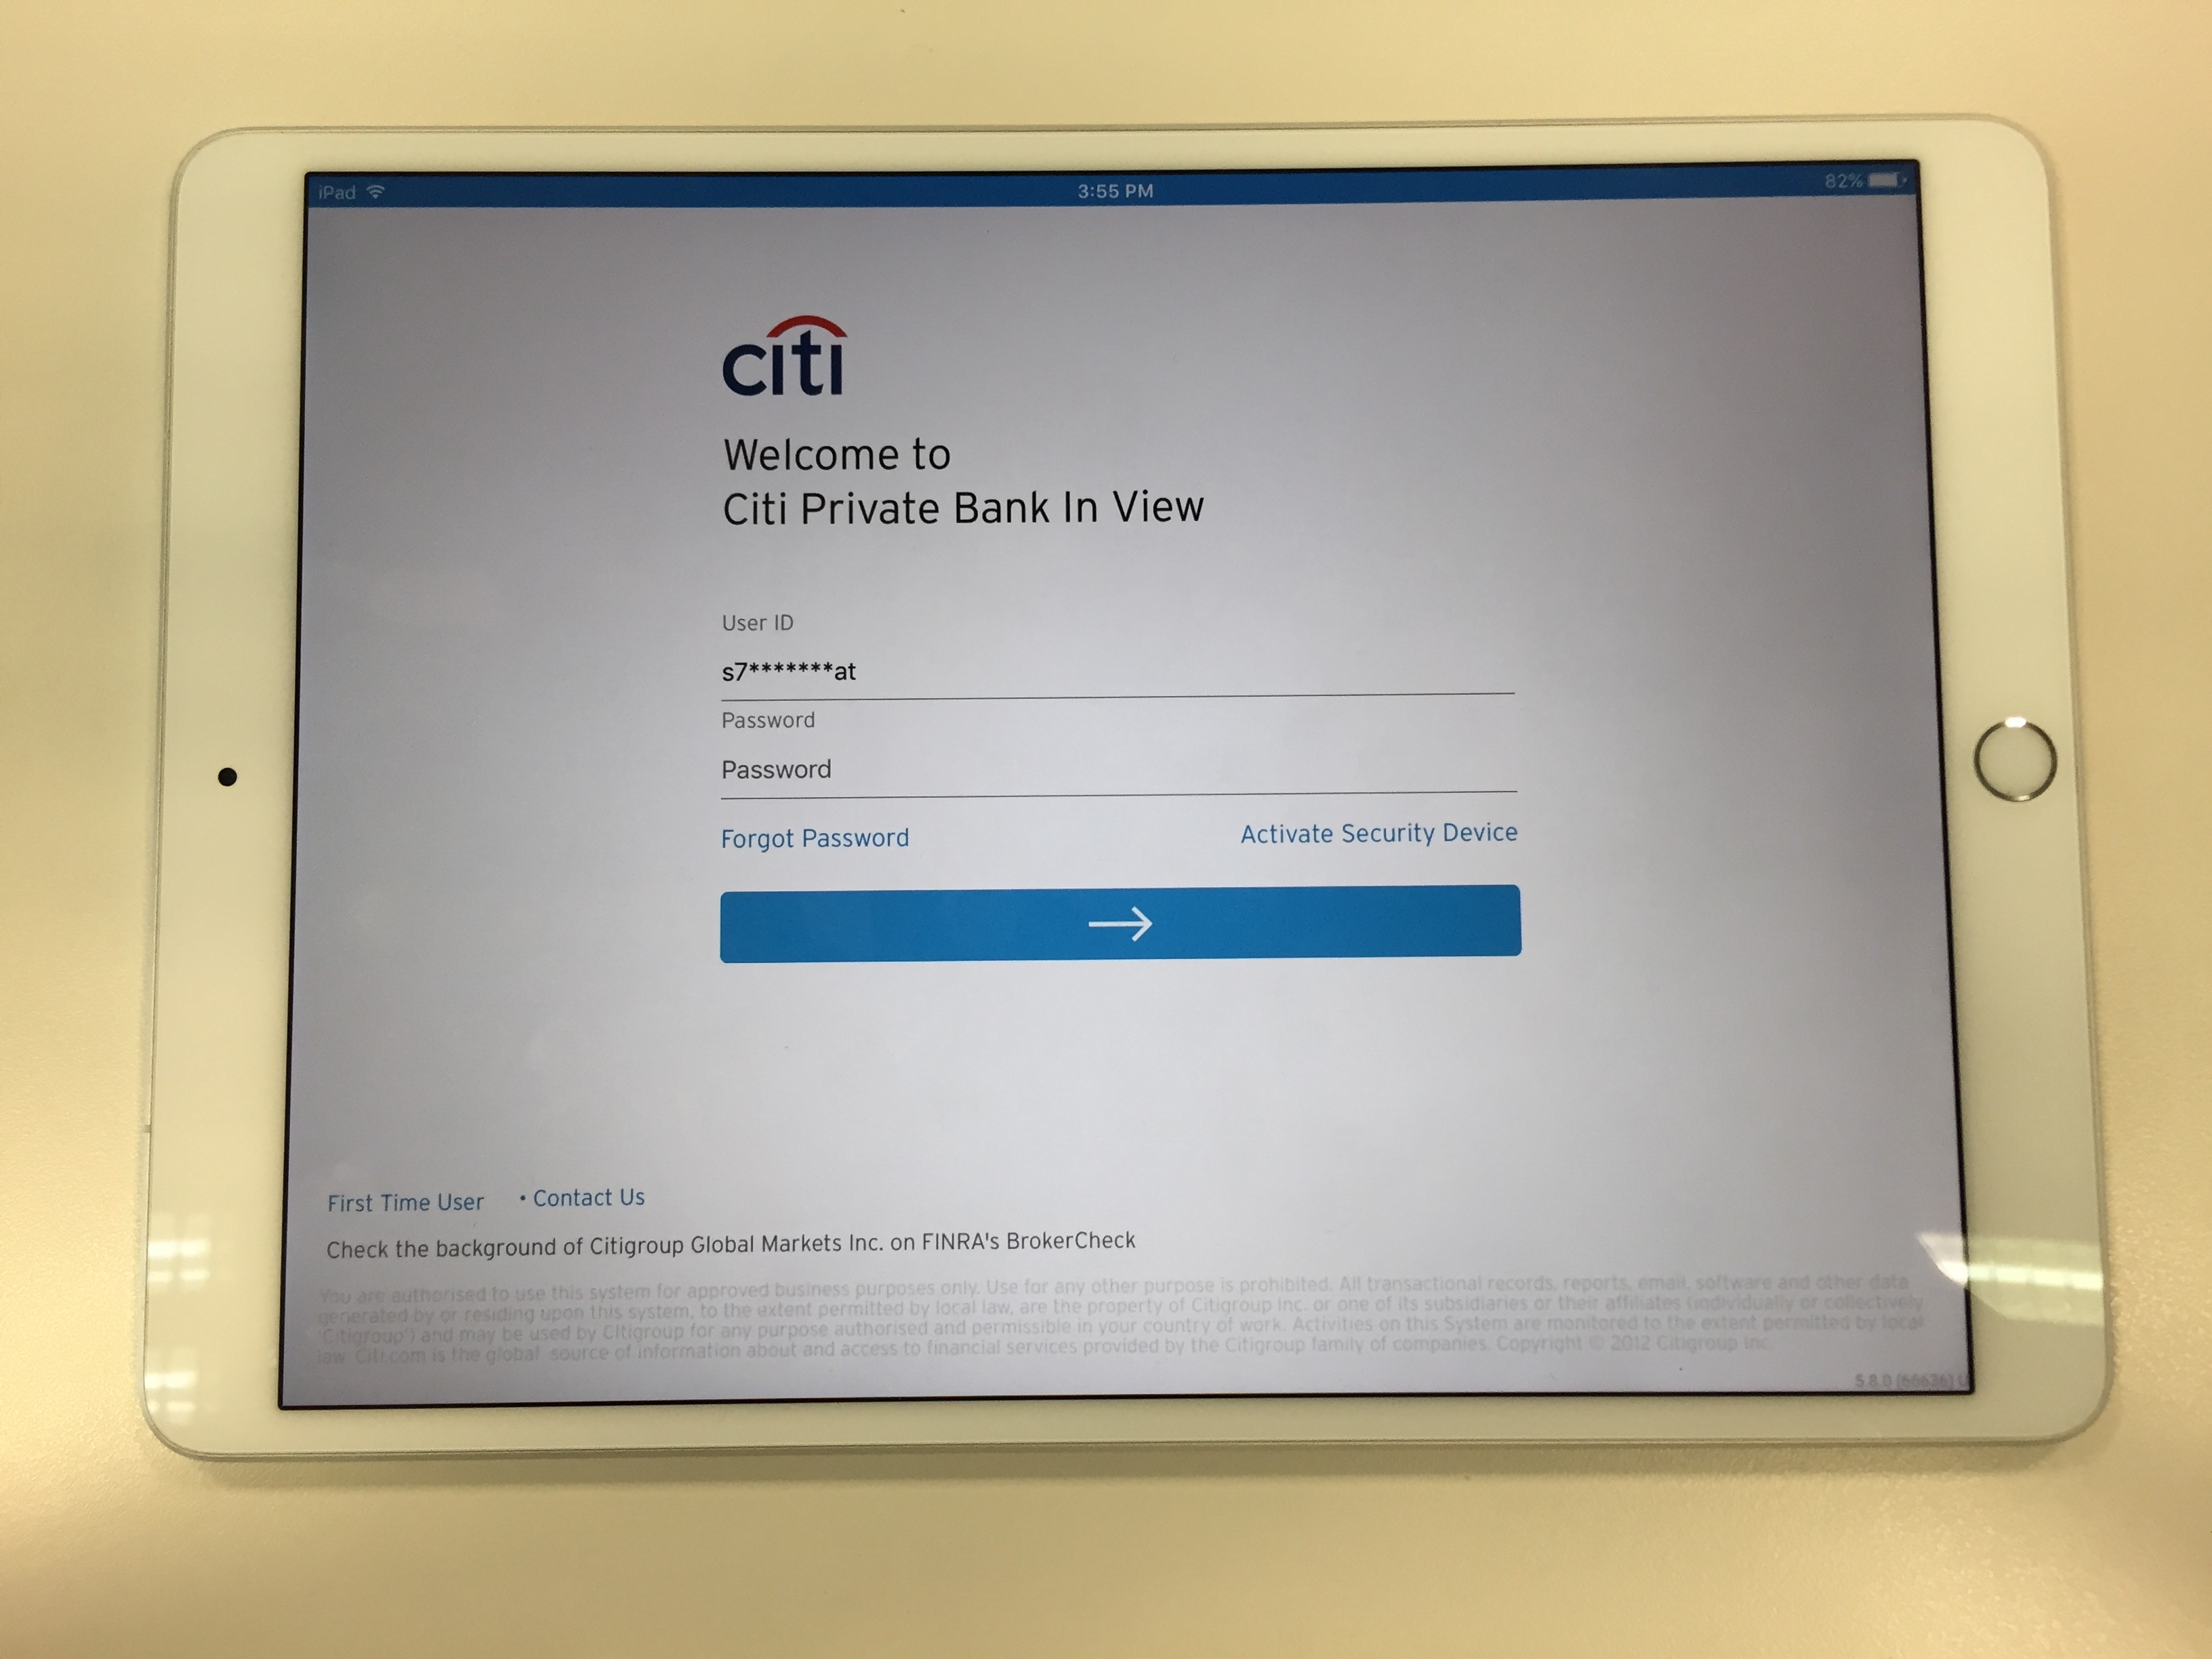 iPad 3:55 PM 82%
citi
Welcome to
Citi Private Bank In View
User ID
s7*******at
Password
Password
Forgot Password Activate Security Device
First Time User • Contact Us
Check the background of Citigroup Global Markets Inc. on FINRA's BrokerCheck
You are authorised to use this system for approved business purposes only. Use for any other purpose is prohibited. All transactional records, reports, email, software and other data
generated by or residing upon this system, to the extent permitted by local law, are the property of Citigroup Inc. or one of its subsidiaries or their affiliates (individually or collectively
'Citigroup') and may be used by Citigroup for any purpose authorised and permissible in your country of work. Activities on this System are monitored to the extent permitted by local
law. Citi.com is the global source of information about and access to financial services provided by the Citigroup family of companies. Copyright © 2012 Citigroup Inc.
5.8.0